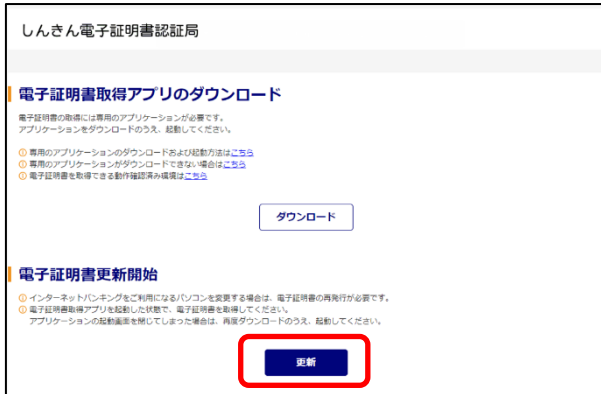 しんきん電子証明書認証局
電子証明書取得アプリのダウンロード
電子証明書の取得には専用のアプリケーションが必要です。
アプリケーションをダウンロードのうえ、起動してください。
専用のアプリケーションのダウンロードおよび起動方法はこちら
専用のアプリケーションがダウンロードできない場合はこちら
電子証明書を取得できる動作確認済み環境はこちら
ダウンロード
電子証明書更新開始
インターネットバンキングをご利用になるパソコンを変更する場合は、電子証明書の再発行が必要です。
電子証明書取得アプリを起動した状態で、電子証明書を取得してください。
アプリケーションの起動画面を閉じてしまった場合は、再度ダウンロードのうえ、起動してください。
更新